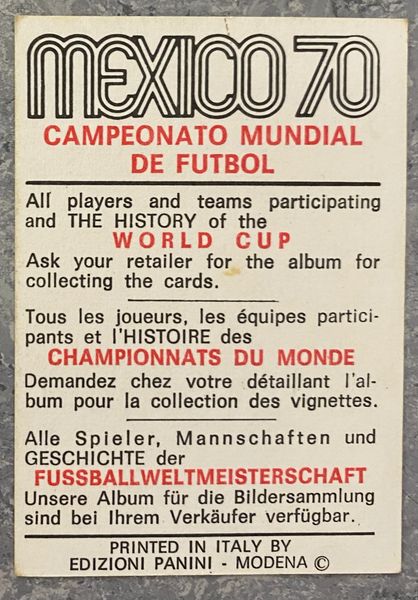 MEXICO 70
CAMPEONATO MUNDIAL
DE FUTBOL
All players and teams participating
and THE HISTORY of the
WORLD CUP
Ask your retailer for the album for
collecting the cards.
Tous les joueurs, les équipes partici-
pants et l'HISTOIRE des
CHAMPIONNATS DU MONDE
Demandez chez votre détaillant l'al-
bum pour la collection des vignettes.
Alle Spieler, Mannschaften und
GESCHICHTE der
FUSSBALLWELTMEISTERSCHAFT
Unsere Album für die Bildersammlung
sind bei Ihrem Verkäufer verfügbar.
PRINTED IN ITALY BY
EDIZIONI PANINI - MODENA ©